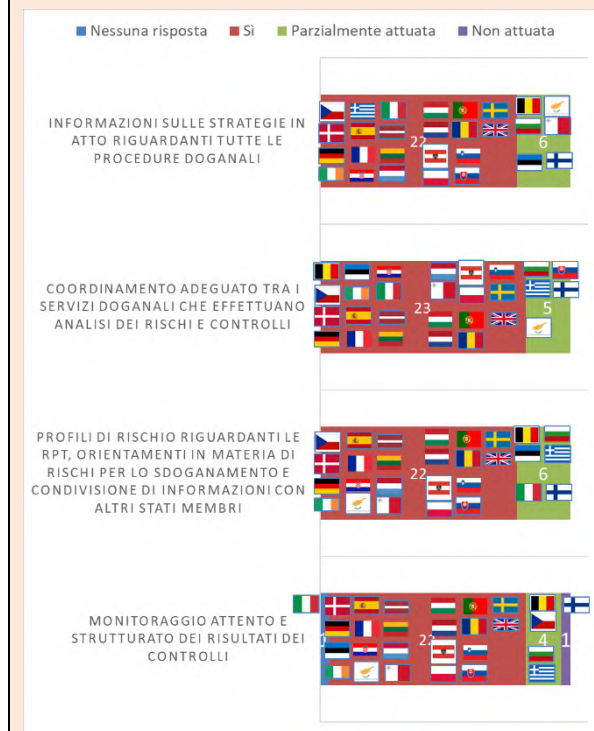 Nessuna risposta Sì Parzialmente attuata Non attuata
INFORMAZIONI SULLE STRATEGIE IN
ATTO RIGUARDANTI TUTTE LE
PROCEDURE DOGANALI
22 6
COORDINAMENTO ADEGUATO TRA I
SERVIZI DOGANALI CHE EFFETTUANO
ANALISI DEI RISCHI E CONTROLLI
23 5
PROFILI DI RISCHIO RIGUARDANTI LE
RPT, ORIENTAMENTI IN MATERIA DI
RISCHI PER LO SDOGANAMENTO E
CONDIVISIONE DI INFORMAZIONI CON
ALTRI STATI MEMBRI
22 6
MONITORAGGIO ATTENTO E
STRUTTURATO DEI RISULTATI DEI
CONTROLLI
22 4 1